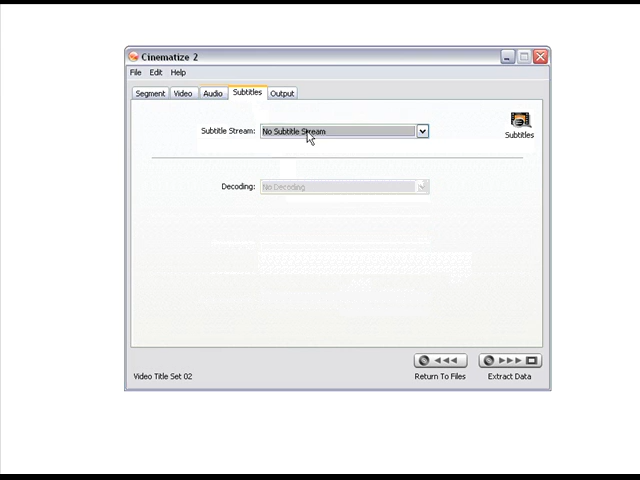 Cinematize 2
File Edit Help
Segment Video Audio Subtitles Output
Subtitle Stream: No Subtitle Stream
Subtitles
Decoding: No Decoding
Return To Files Extract Data
Video Title Set 02